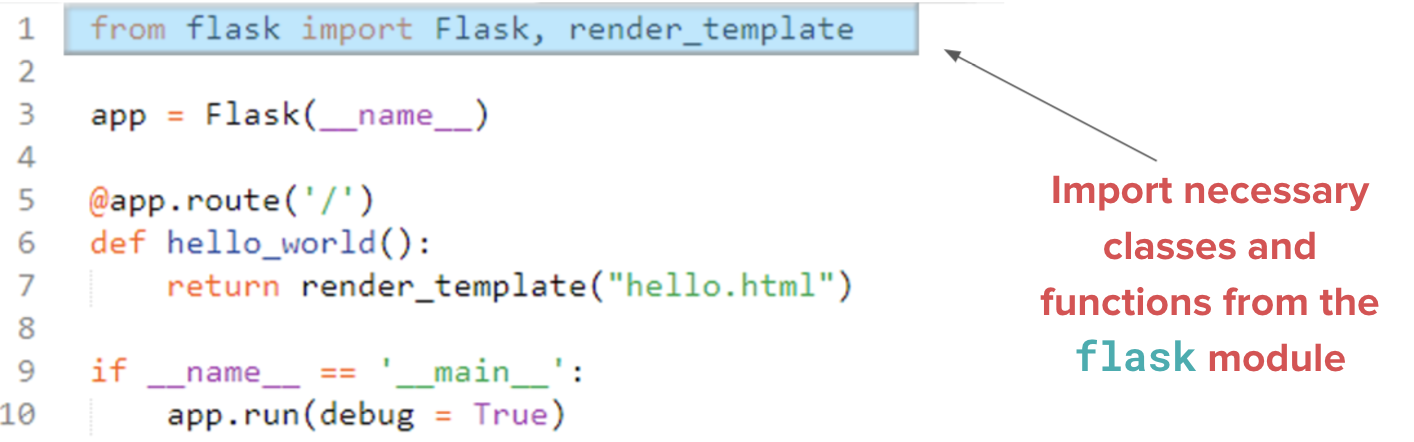 1 from flask import Flask, render_template
2
3 app = Flask(__name__)
4
5 @app.route('/')
6 def hello_world():
7     return render_template("hello.html")
8
9 if __name__ == '__main__':
10     app.run(debug = True)
Import necessary
classes and
functions from the
flask module